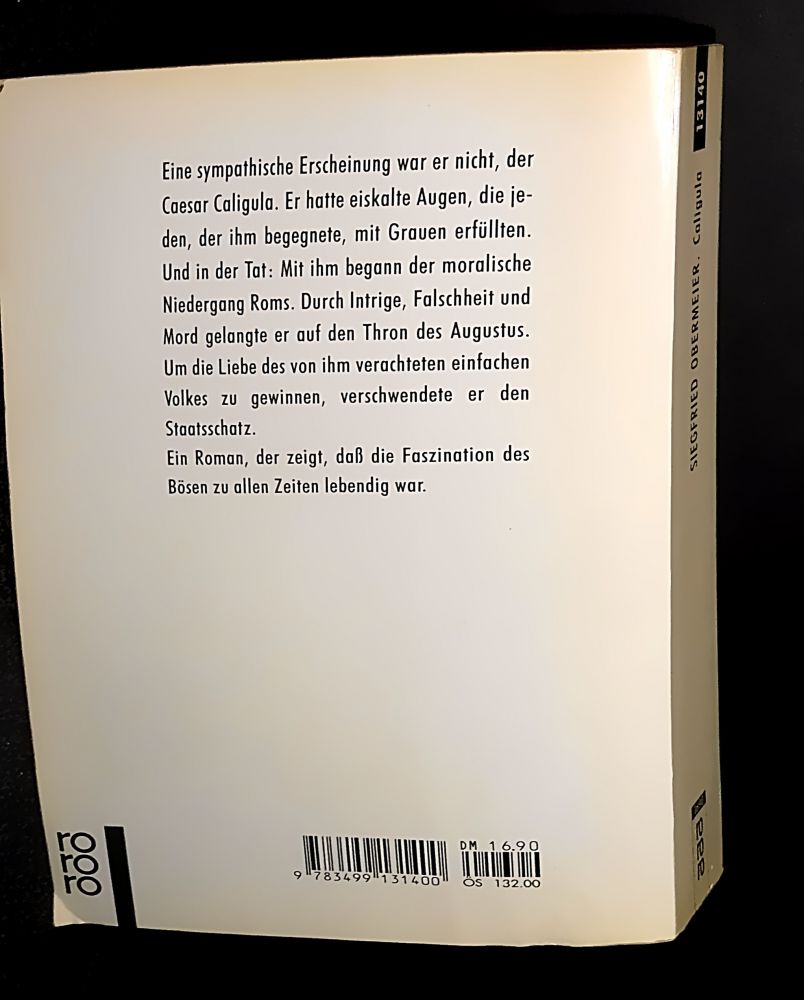 Eine sympathische Erscheinung war er nicht, der
Caesar Caligula. Er hatte eiskalte Augen, die je-
den, der ihm begegnete, mit Grauen erfüllten.
Und in der Tat: Mit ihm begann der moralische
Niedergang Roms. Durch Intrige, Falschheit und
Mord gelangte er auf den Thron des Augustus.
Um die Liebe des von ihm verachteten einfachen
Volkes zu gewinnen, verschwendete er den
Staatsschatz.
Ein Roman, der zeigt, daß die Faszination des
Bösen zu allen Zeiten lebendig war.
ro
ro
ro
9 783499 131400
DM 16.90
ÖS 132.00
SIEGFRIED OBERMEIER. Caligula
13140